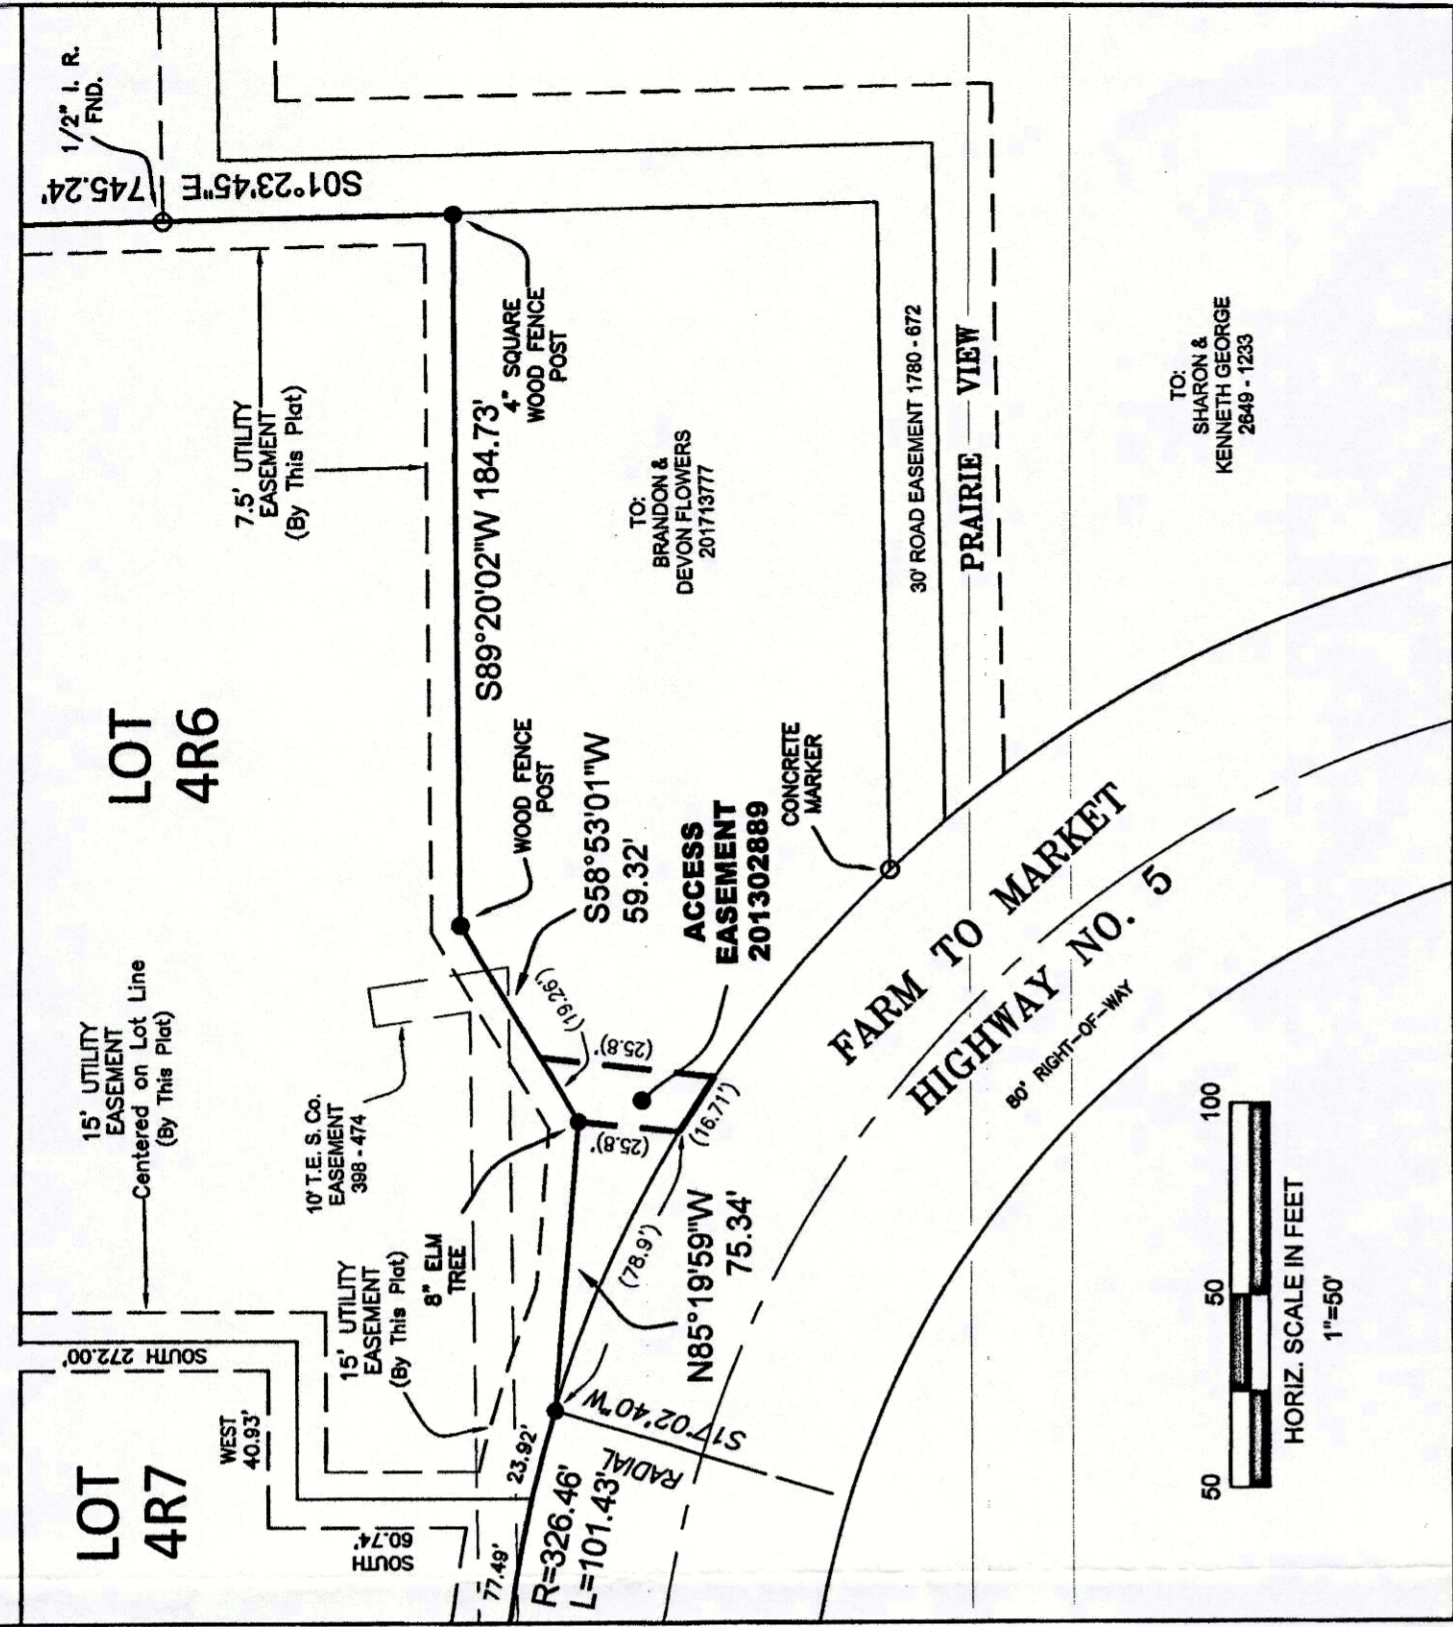 1/2" I. R.
FND.
745.24'
S01°23'45"E
7.5' UTILITY
EASEMENT
(By This Plat)
LOT
4R6
S89°20'02"W 184.73'
4" SQUARE
WOOD FENCE
POST
TO:
BRANDON &
DEVON FLOWERS
201713777
30' ROAD EASEMENT 1780 - 672
PRAIRIE VIEW
TO:
SHARON &
KENNETH GEORGE
2649 - 1233
WOOD FENCE
POST
S58°53'01"W
59.32'
ACCESS
EASEMENT
201302889
CONCRETE
MARKER
15' UTILITY
EASEMENT
Centered on Lot Line
(By This Plat)
10' T.E. S. Co.
EASEMENT
398 - 474
(19.26')
(25.8)'
(25.8)'
(16.71')
(78.9')
8" ELM
TREE
15' UTILITY
EASEMENT
(By This Plat)
N85°19'59"W
75.34'
FARM TO MARKET
HIGHWAY NO. 5
80' RIGHT-OF-WAY
SOUTH 272.00'
WEST
40.93'
LOT
4R7
SOUTH
60.74'
23.92'
77.49'
R=326.46'
L=101.43'
S17°02'40"W
RADIAL
50 50 100
HORIZ. SCALE IN FEET
1"=50'